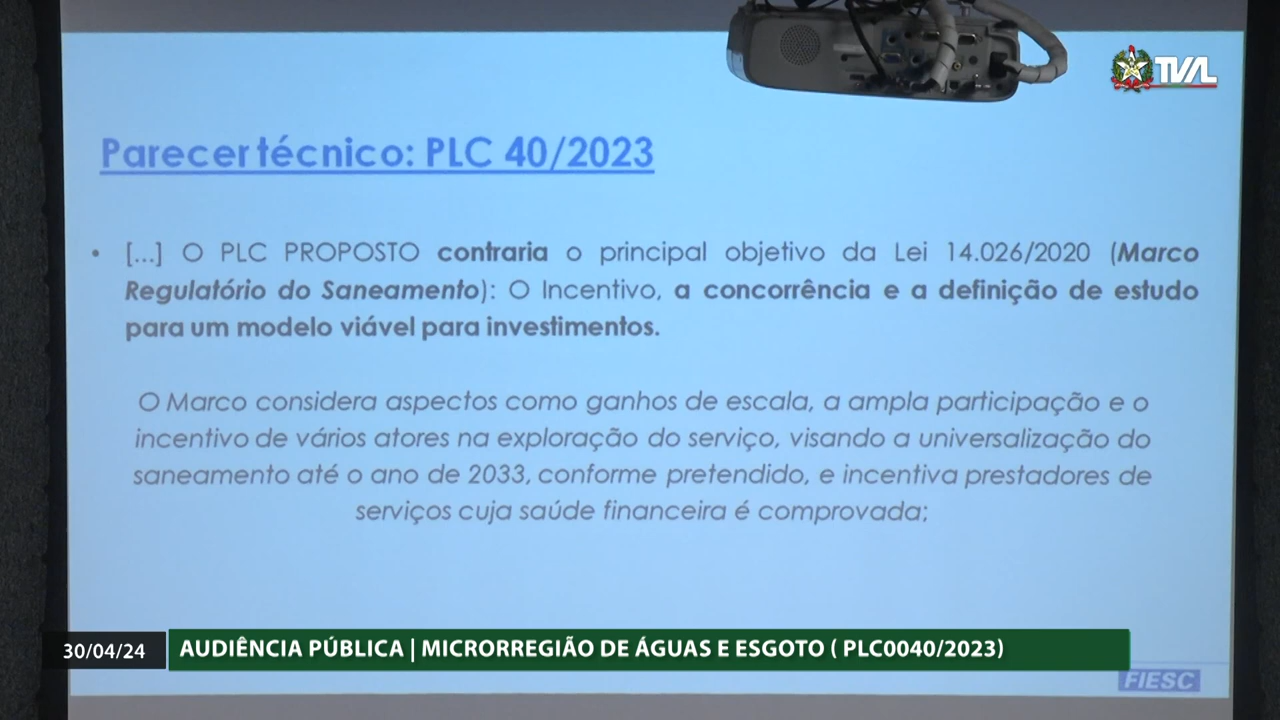 TVAL
Parecer técnico: PLC 40/2023
• [...] O PLC PROPOSTO contraria o principal objetivo da Lei 14.026/2020 (Marco
Regulatório do Saneamento): O Incentivo, a concorrência e a definição de estudo
para um modelo viável para investimentos.
O Marco considera aspectos como ganhos de escala, a ampla participação e o
incentivo de vários atores na exploração do serviço, visando a universalização do
saneamento até o ano de 2033, conforme pretendido, e incentiva prestadores de
serviços cuja saúde financeira é comprovada;
30/04/24
AUDIÊNCIA PÚBLICA | MICRORREGIÃO DE ÁGUAS E ESGOTO ( PLC0040/2023)
FIESC